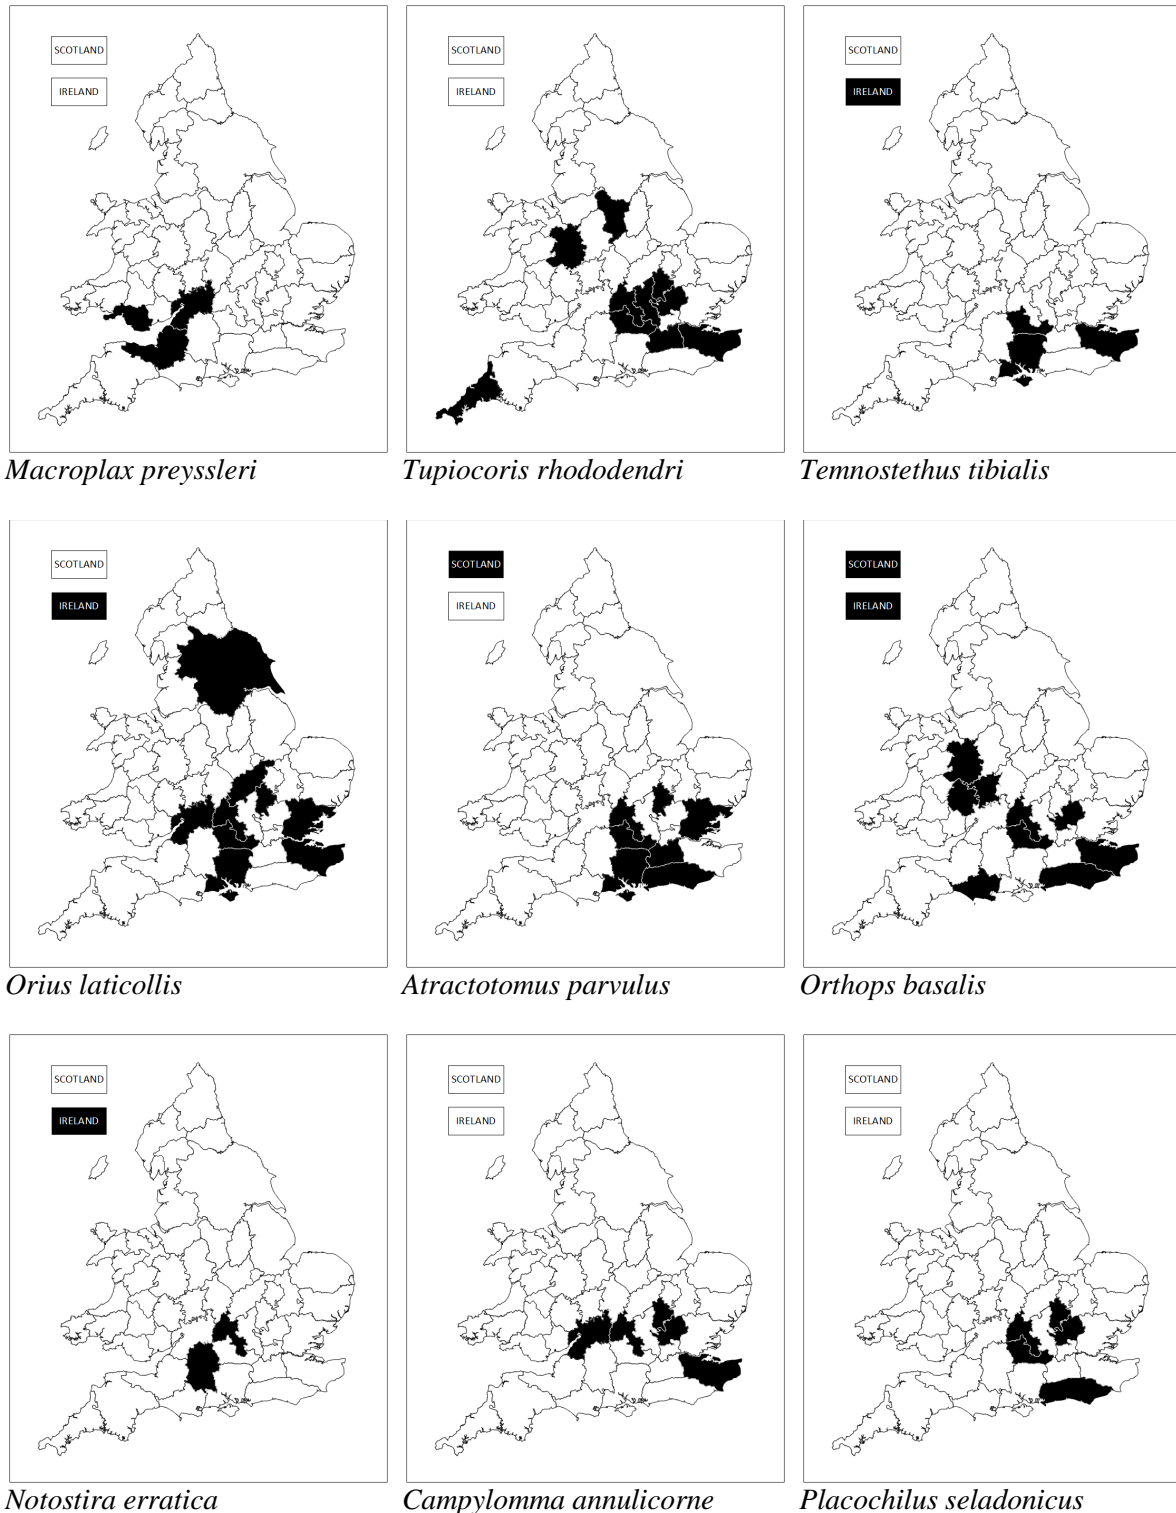 SCOTLAND
IRELAND
Macroplax preyssleri
SCOTLAND
IRELAND
Tupiocoris rhododendri
SCOTLAND
IRELAND
Temnostethus tibialis
SCOTLAND
IRELAND
Orius laticollis
SCOTLAND
IRELAND
Atractotomus parvulus
SCOTLAND
IRELAND
Orthops basalis
SCOTLAND
IRELAND
Notostira erratica
SCOTLAND
IRELAND
Campylomma annulicorne
SCOTLAND
IRELAND
Placochilus seladonicus